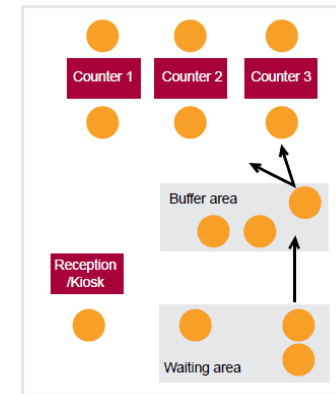 Counter 1
Counter 2
Counter 3
Buffer area
Reception
/Kiosk
Waiting area